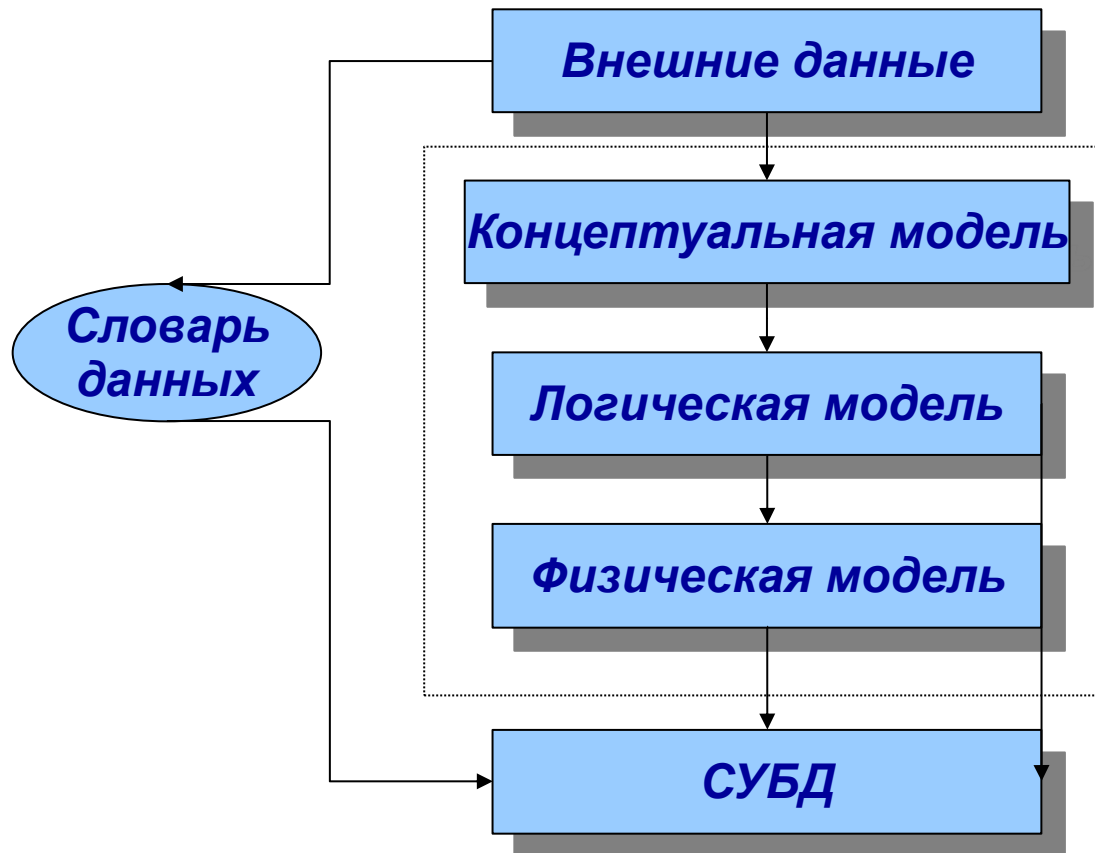 Внешние данные
Концептуальная модель
Словарь
данных
Логическая модель
Физическая модель
СУБД